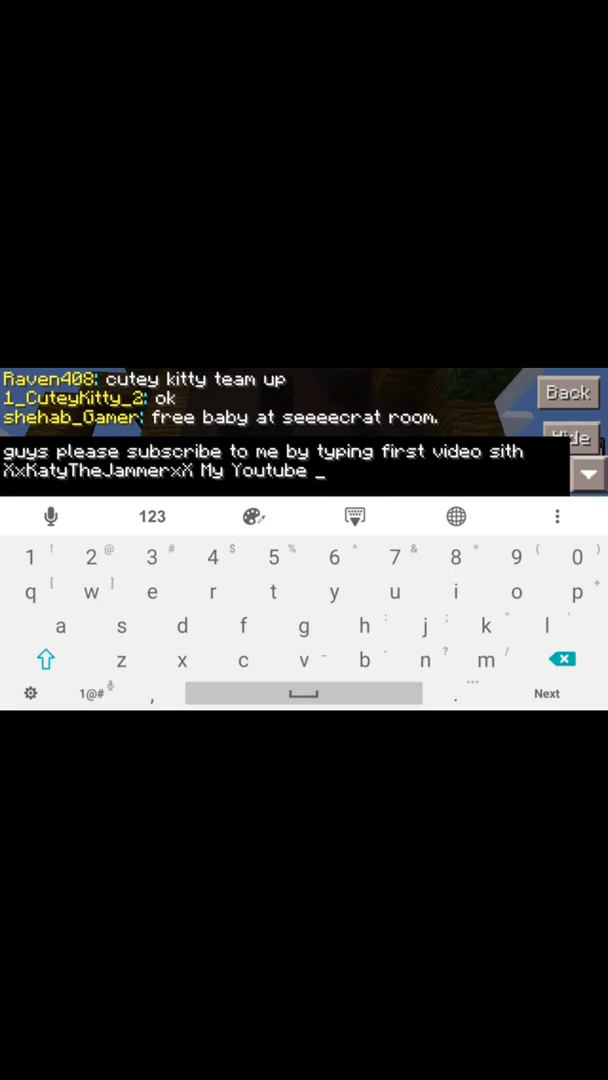 Raven408: cutey kitty team up
1_CuteyKitty_2: ok
shehab_Gamer: free baby at seeeecrat room.
Back
Hide
guys please subscribe to me by typing first video sith
XxKatyTheJammerxX My Youtube _
123
1 ! 2 @ 3 # 4 $ 5 % 6 ^ 7 & 8 * 9 ( 0 )
q [ w ] e r t y u i o p +
a s d f g h : j ; k " l '
z x c v _ b - n ? m /
1@# , . ... Next